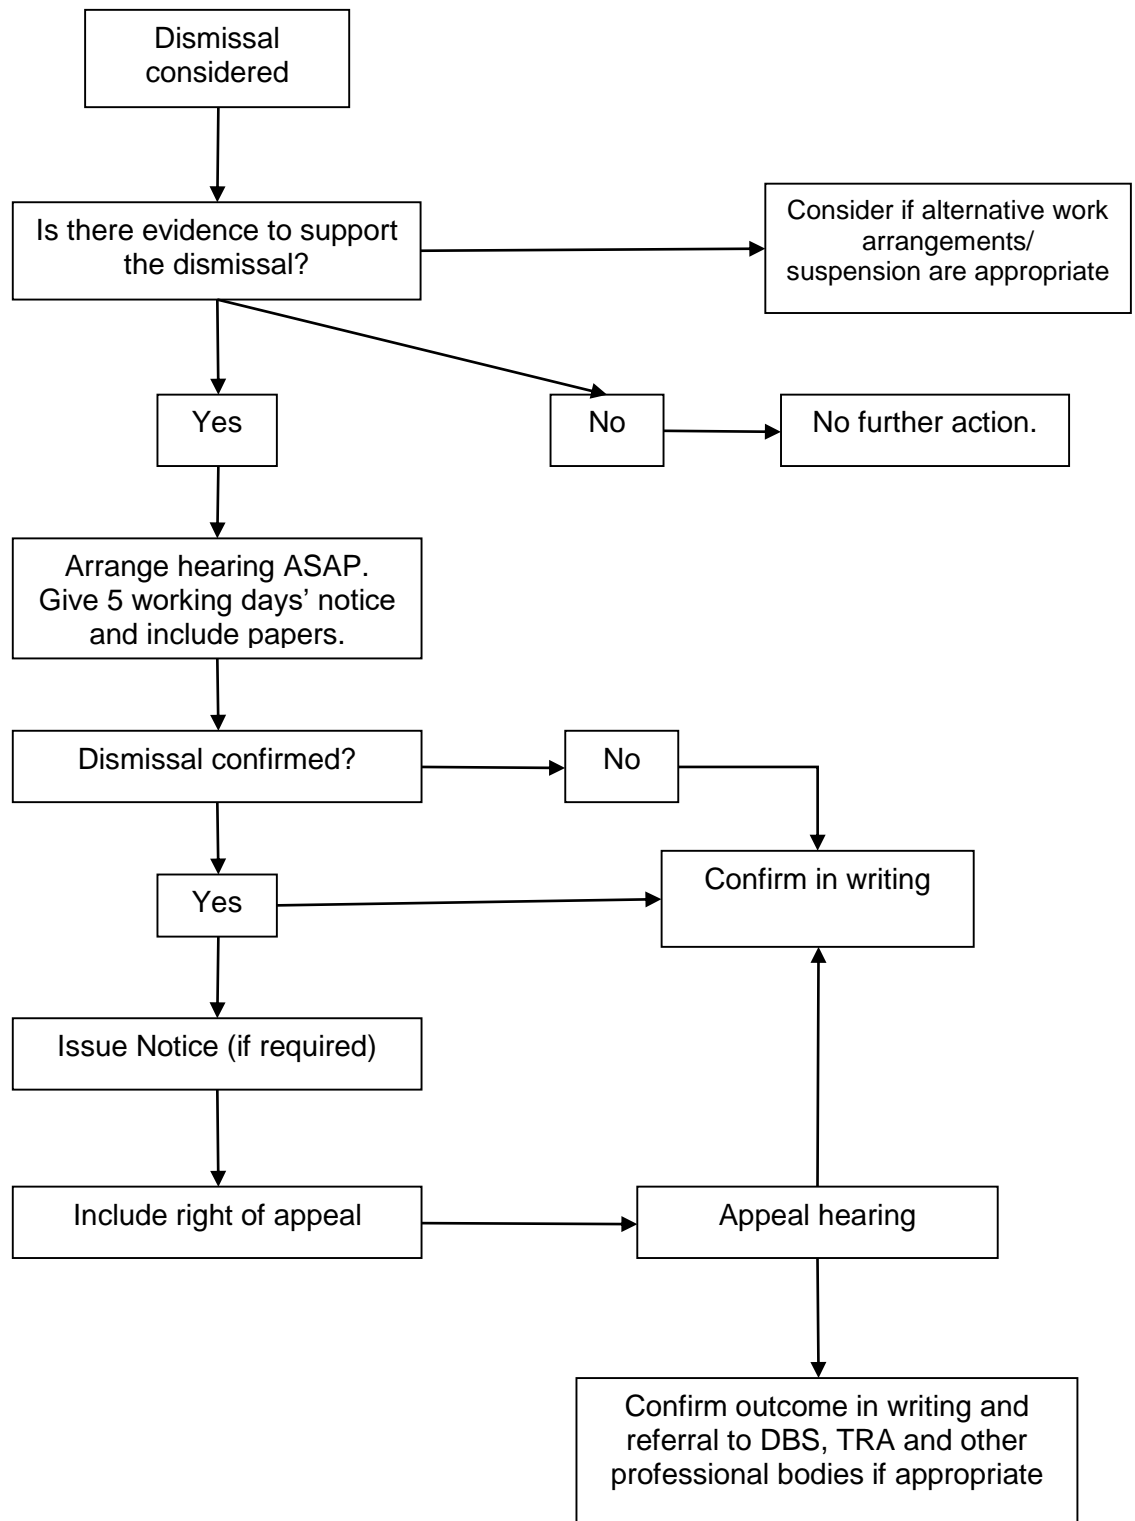 Dismissal
considered
Is there evidence to support
the dismissal?
Consider if alternative work
arrangements/
suspension are appropriate
Yes
No
No further action.
Arrange hearing ASAP.
Give 5 working days’ notice
and include papers.
Dismissal confirmed?
No
Yes
Confirm in writing
Issue Notice (if required)
Include right of appeal
Appeal hearing
Confirm outcome in writing and
referral to DBS, TRA and other
professional bodies if appropriate